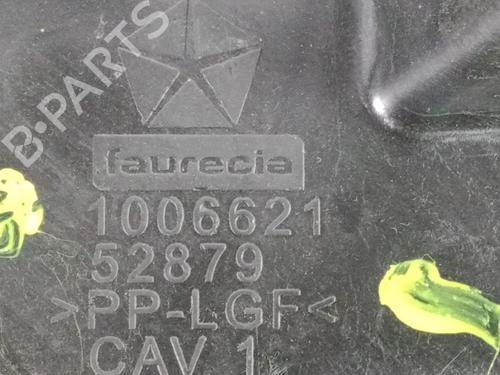 B-PARTS
faurecia
1006621
52879
>PP-LGF<
CAV 1